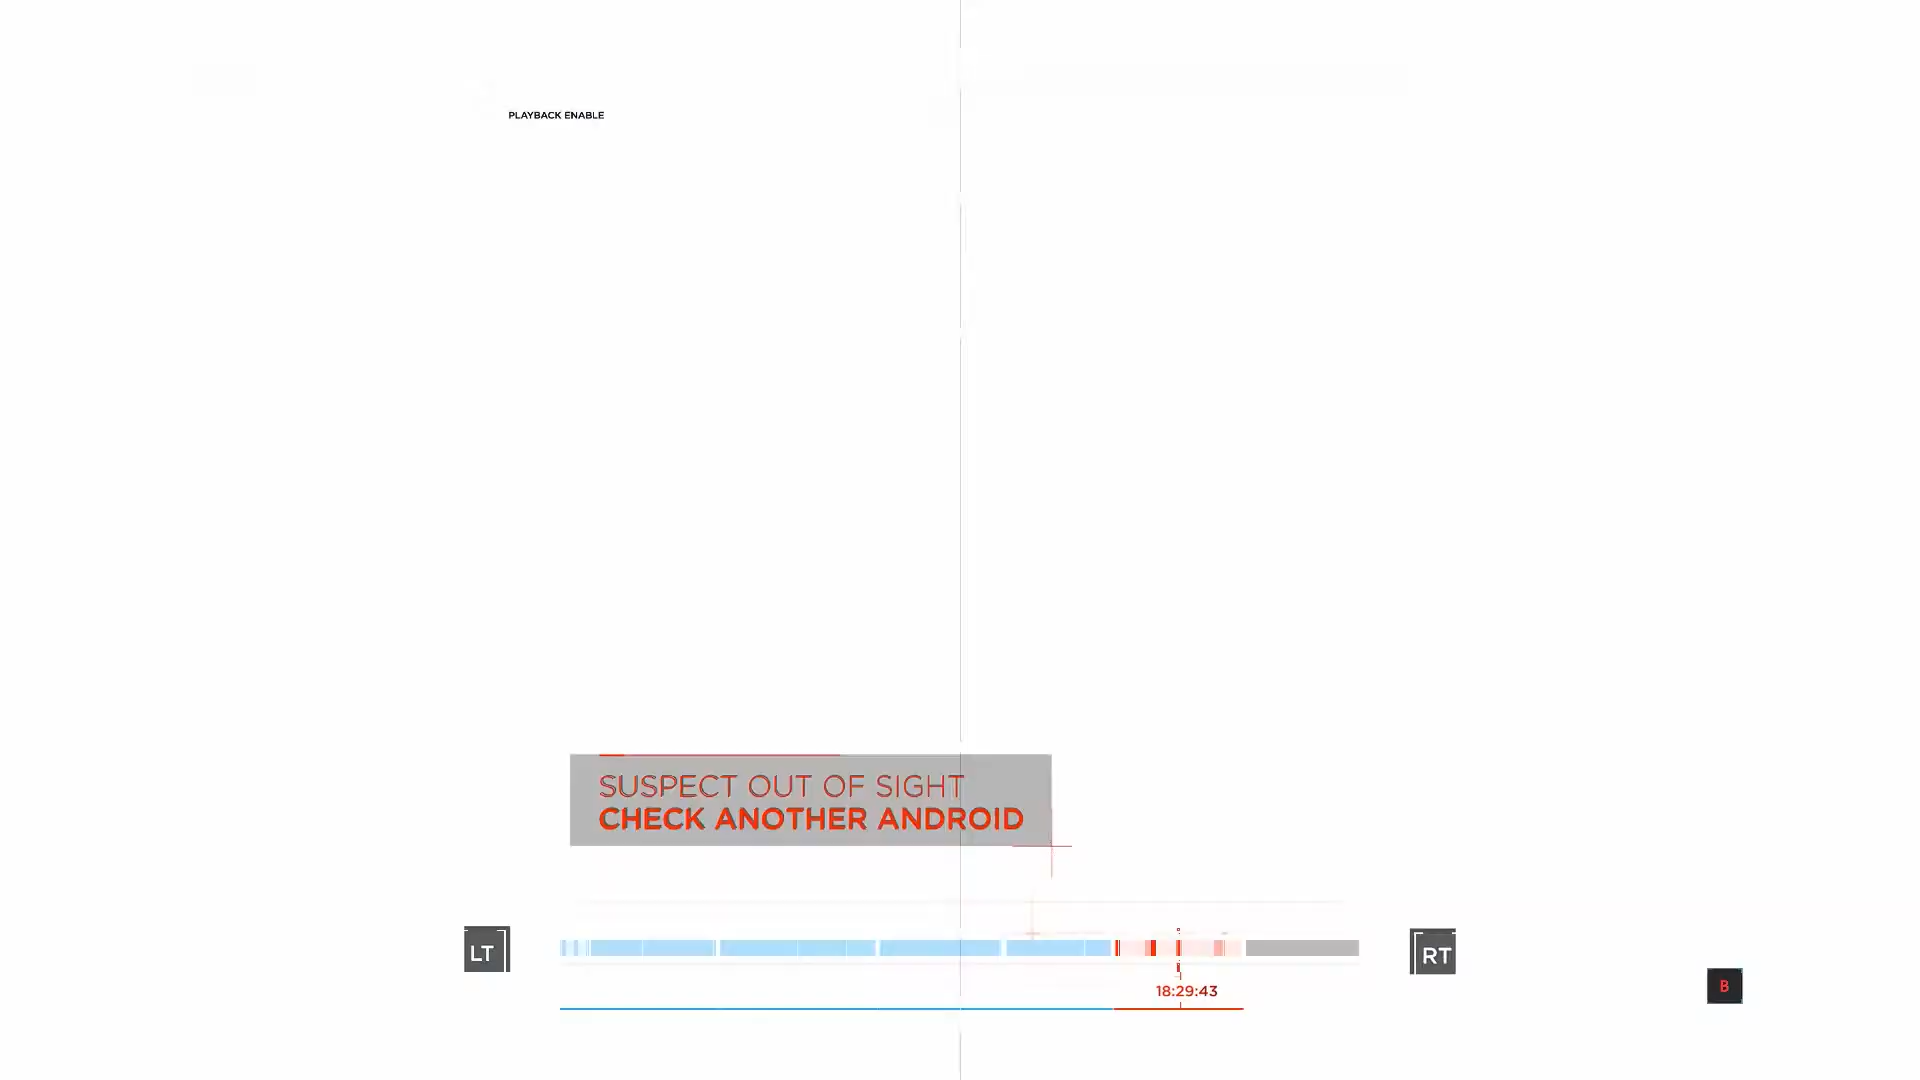 PLAYBACK ENABLE
SUSPECT OUT OF SIGHT
CHECK ANOTHER ANDROID
LT
RT
18:29:43
B